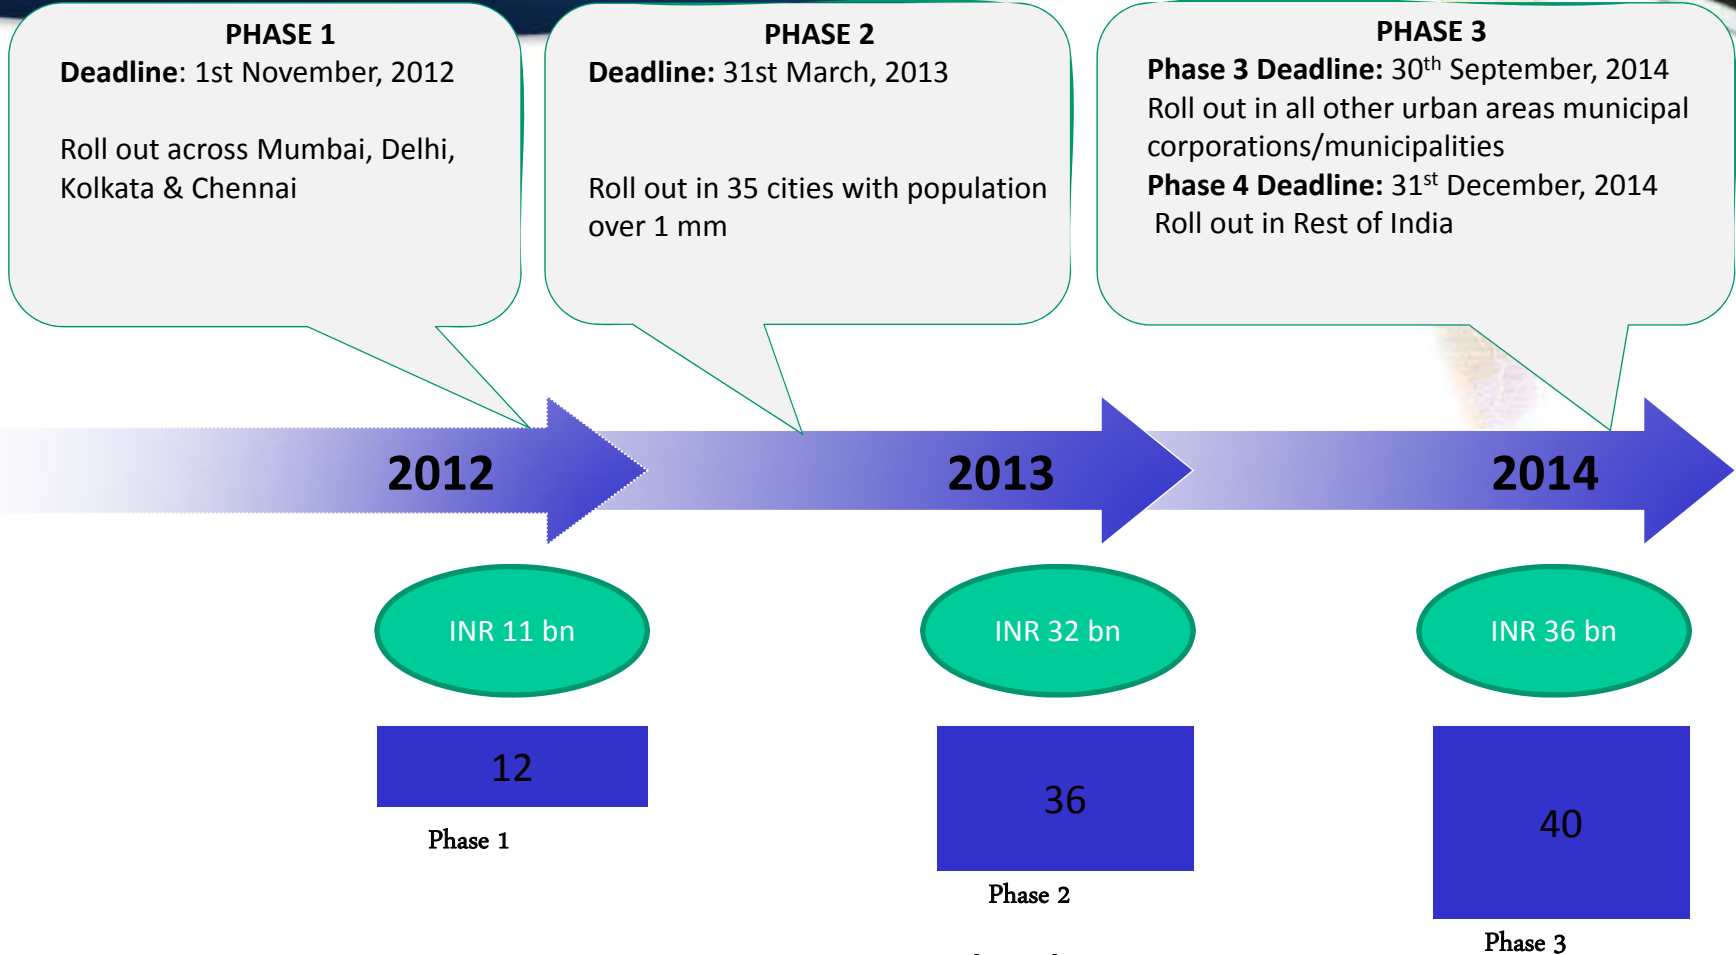 PHASE 1
Deadline: 1st November, 2012
Roll out across Mumbai, Delhi,
Kolkata & Chennai
PHASE 2
Deadline: 31st March, 2013
Roll out in 35 cities with population
over 1 mm
PHASE 3
Phase 3 Deadline: 30th September, 2014
Roll out in all other urban areas municipal
corporations/municipalities
Phase 4 Deadline: 31st December, 2014
Roll out in Rest of India
2012
2013
2014
INR 11 bn
INR 32 bn
INR 36 bn
12
36
40
Phase 1
Phase 2
Phase 3